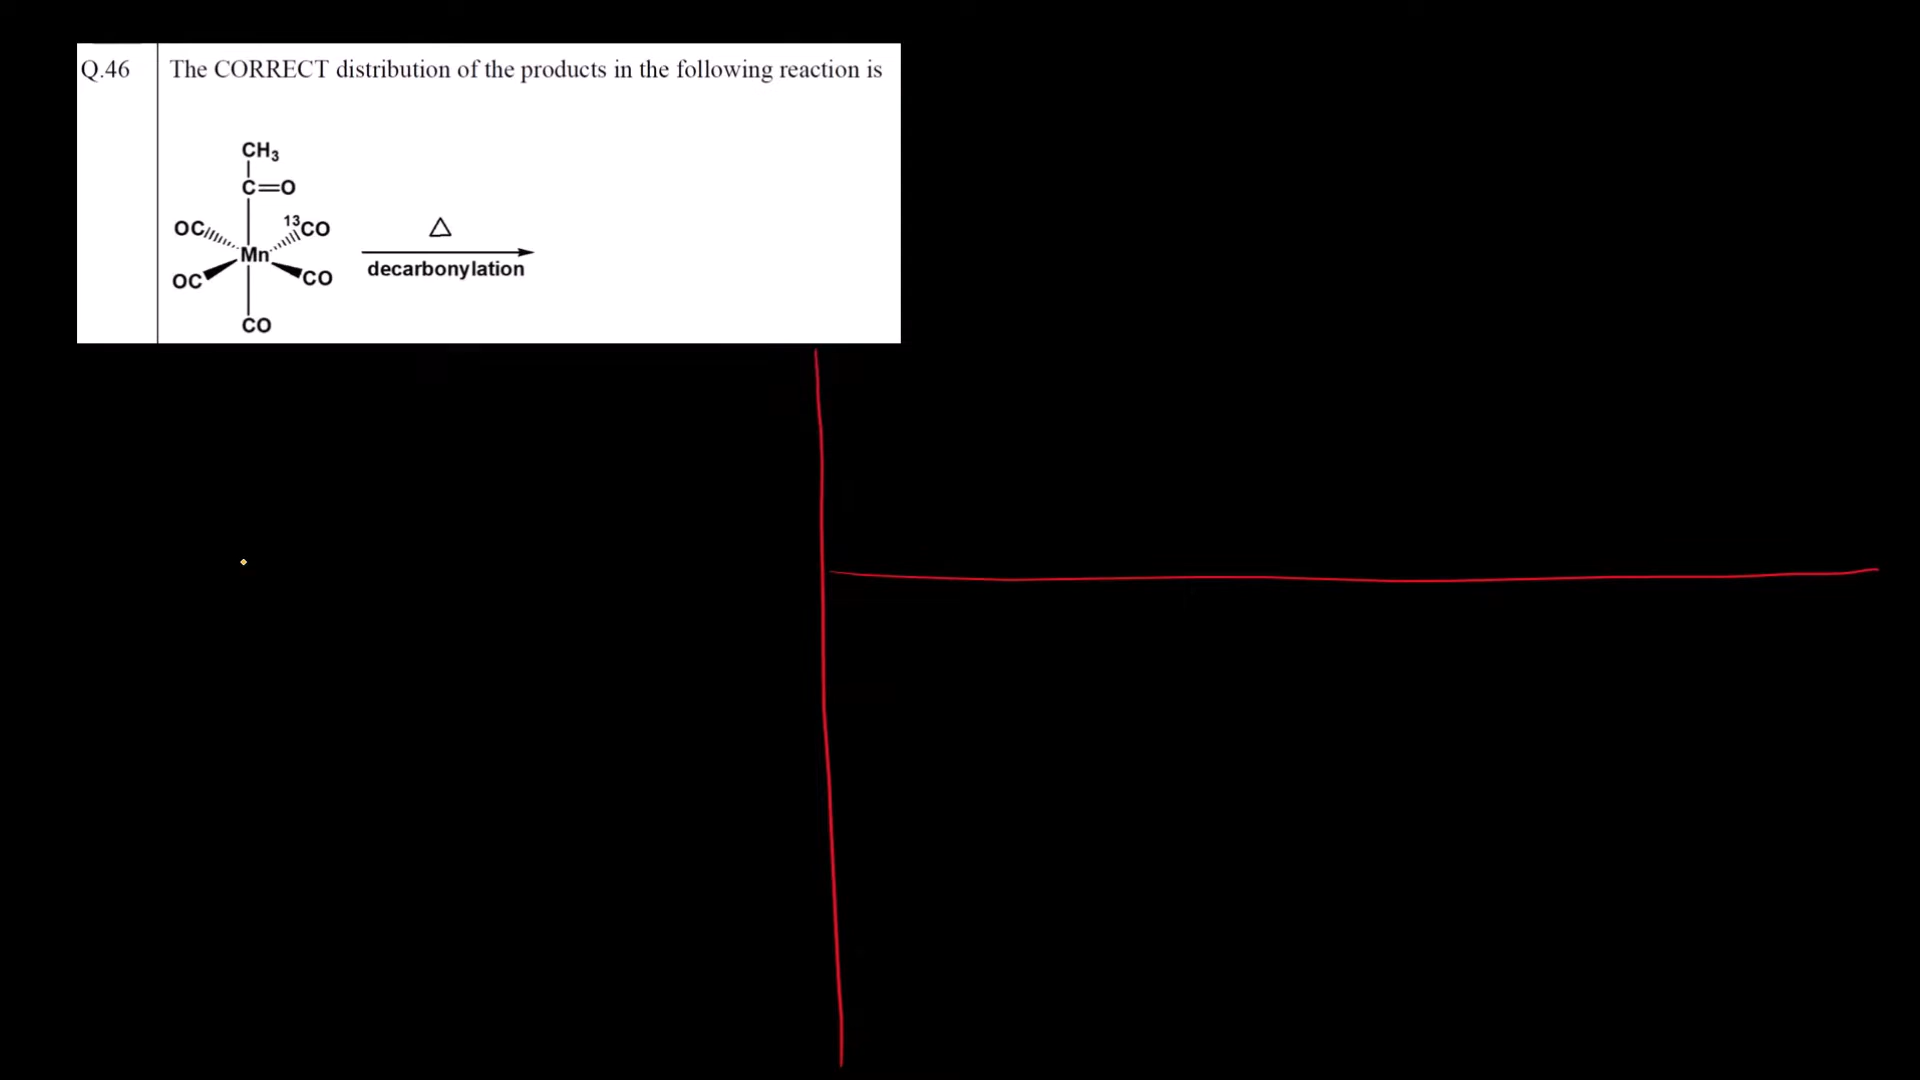 Q.46 The CORRECT distribution of the products in the following reaction is
CH3
C=O
OC 13CO
Mn
OC CO
CO
△
decarbonylation